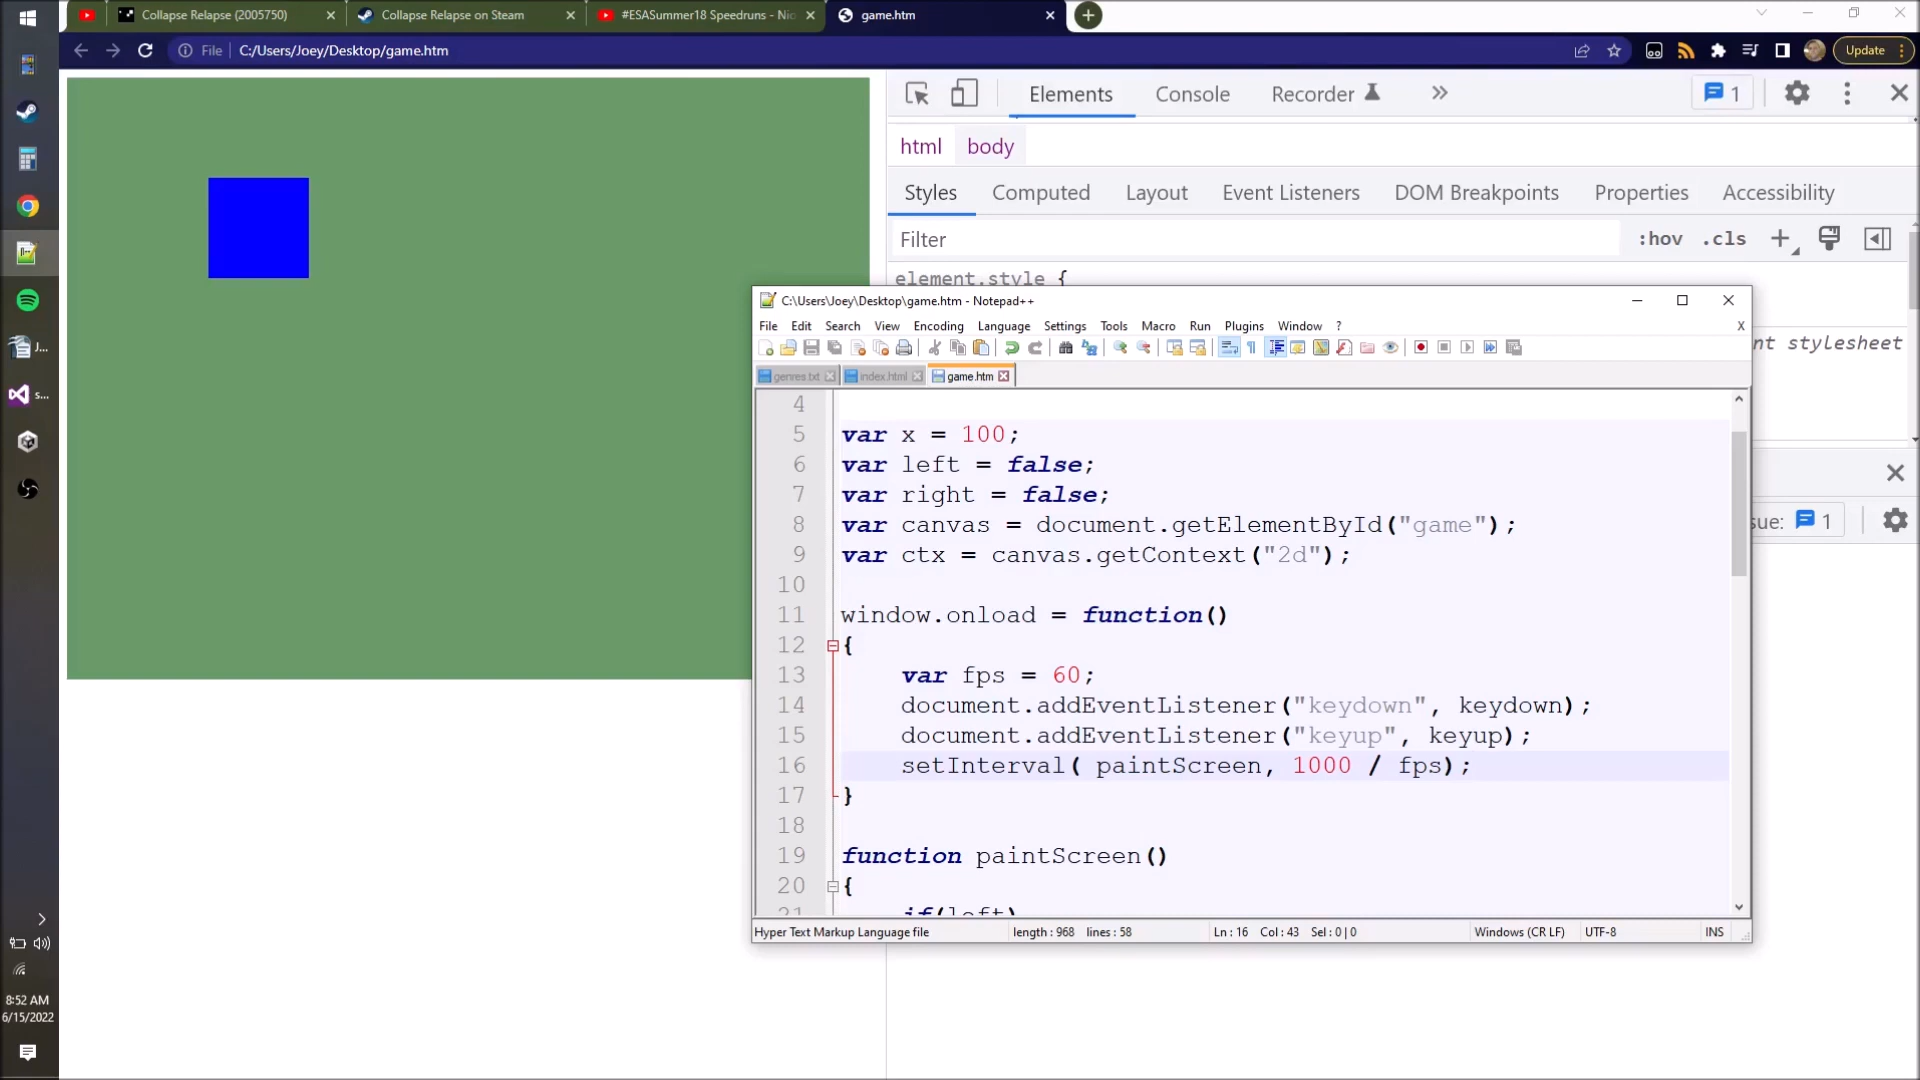 Collapse Relapse (2005750)
Collapse Relapse on Steam
#ESASummer18 Speedruns - Nic
game.htm
File
C:/Users/Joey/Desktop/game.htm
Update
Elements
Console
Recorder
1
html
body
Styles
Computed
Layout
Event Listeners
DOM Breakpoints
Properties
Accessibility
Filter
:hov
.cls
element.style {
nt stylesheet
sue:
1
C:\Users\Joey\Desktop\game.htm - Notepad++
File Edit Search View Encoding Language Settings Tools Macro Run Plugins Window ?
X
genres.txt
index.html
game.htm
4
5 var x = 100;
6 var left = false;
7 var right = false;
8 var canvas = document.getElementById("game");
9 var ctx = canvas.getContext("2d");
10
11 window.onload = function()
12 {
13 var fps = 60;
14 document.addEventListener("keydown", keydown);
15 document.addEventListener("keyup", keyup);
16 setInterval( paintScreen, 1000 / fps);
17 }
18
19 function paintScreen()
20 {
21 if(left)
Hyper Text Markup Language file
length : 968 lines : 58
Ln : 16 Col : 43 Sel : 0 | 0
Windows (CR LF)
UTF-8
INS
J...
s...
8:52 AM
6/15/2022